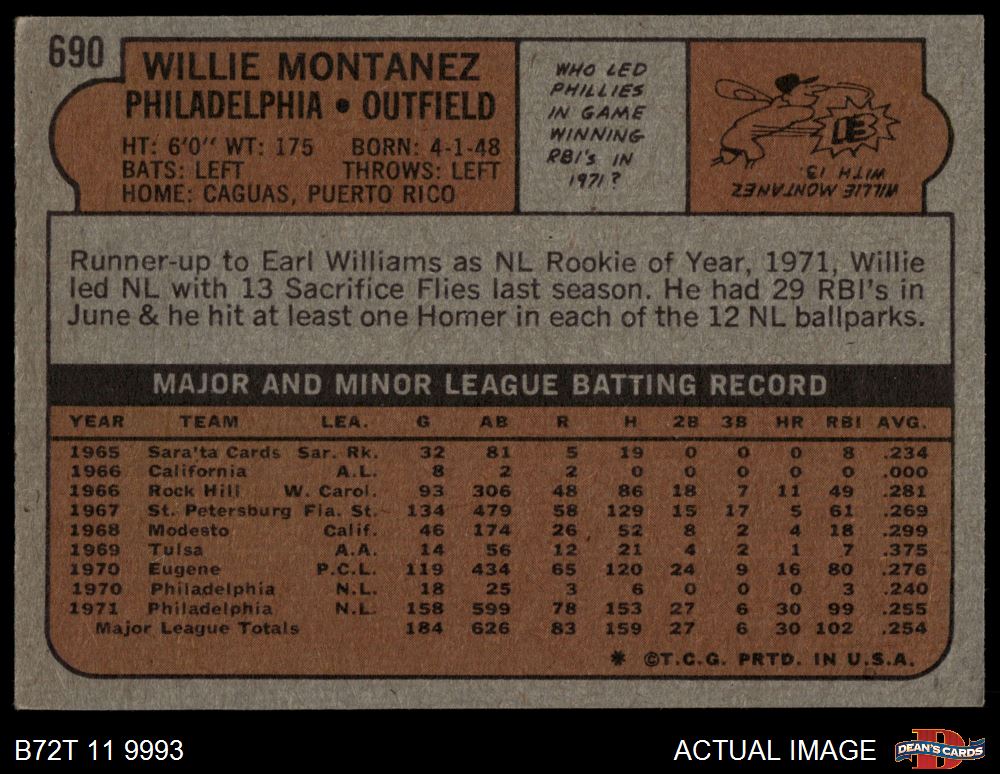 690
WILLIE MONTANEZ
PHILADELPHIA • OUTFIELD
HT: 6'0" WT: 175 BORN: 4-1-48
BATS: LEFT THROWS: LEFT
HOME: CAGUAS, PUERTO RICO
WHO LED
PHILLIES
IN GAME
WINNING
RBI's IN
1971?
WILLIE MONTANEZ
WITH 13.
Runner-up to Earl Williams as NL Rookie of Year, 1971, Willie
led NL with 13 Sacrifice Flies last season. He had 29 RBI's in
June & he hit at least one Homer in each of the 12 NL ballparks.
MAJOR AND MINOR LEAGUE BATTING RECORD
YEAR TEAM LEA. G AB R H 2B 3B HR RBI AVG.
1965 Sara'ta Cards Sar. Rk. 32 81 5 19 0 0 0 8 .234
1966 California A.L. 8 2 2 0 0 0 0 0 .000
1966 Rock Hill W. Carol. 93 306 48 86 18 7 11 49 .281
1967 St. Petersburg Fla. St. 134 479 58 129 15 17 5 61 .269
1968 Modesto Calif. 46 174 26 52 8 2 4 18 .299
1969 Tulsa A.A. 14 56 12 21 4 2 1 7 .375
1970 Eugene P.C.L. 119 434 65 120 24 9 16 80 .276
1970 Philadelphia N.L. 18 25 3 6 0 0 0 3 .240
1971 Philadelphia N.L. 158 599 78 153 27 6 30 99 .255
Major League Totals 184 626 83 159 27 6 30 102 .254
* ©T.C.G. PRTD. IN U.S.A.
B72T 11 9993
ACTUAL IMAGE
D
DEAN'S CARDS